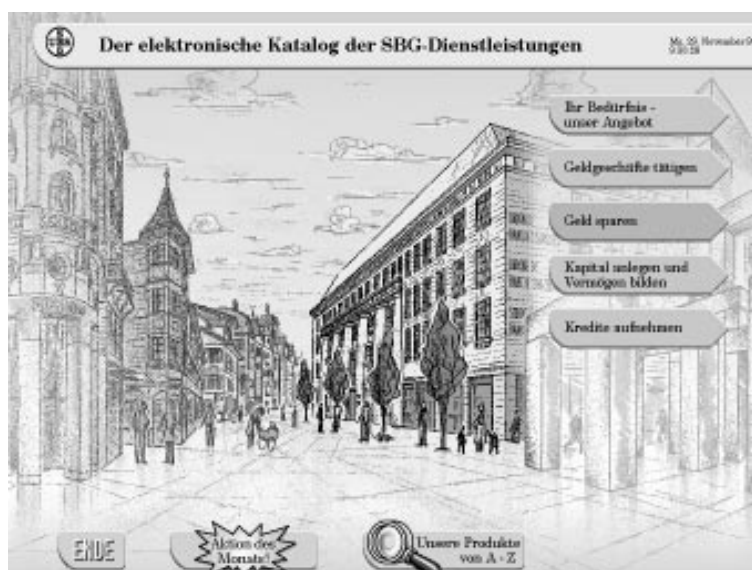 Der elektronische Katalog der SBG-Dienstleistungen
Ihr Bedürfnis -
unser Angebot
Geldgeschäfte tätigen
Geld sparen
Kapital anlegen und
Vermögen bilden
Kredite aufnehmen
ENDE
Aktion des
Monats!
Unsere Produkte
von A - Z